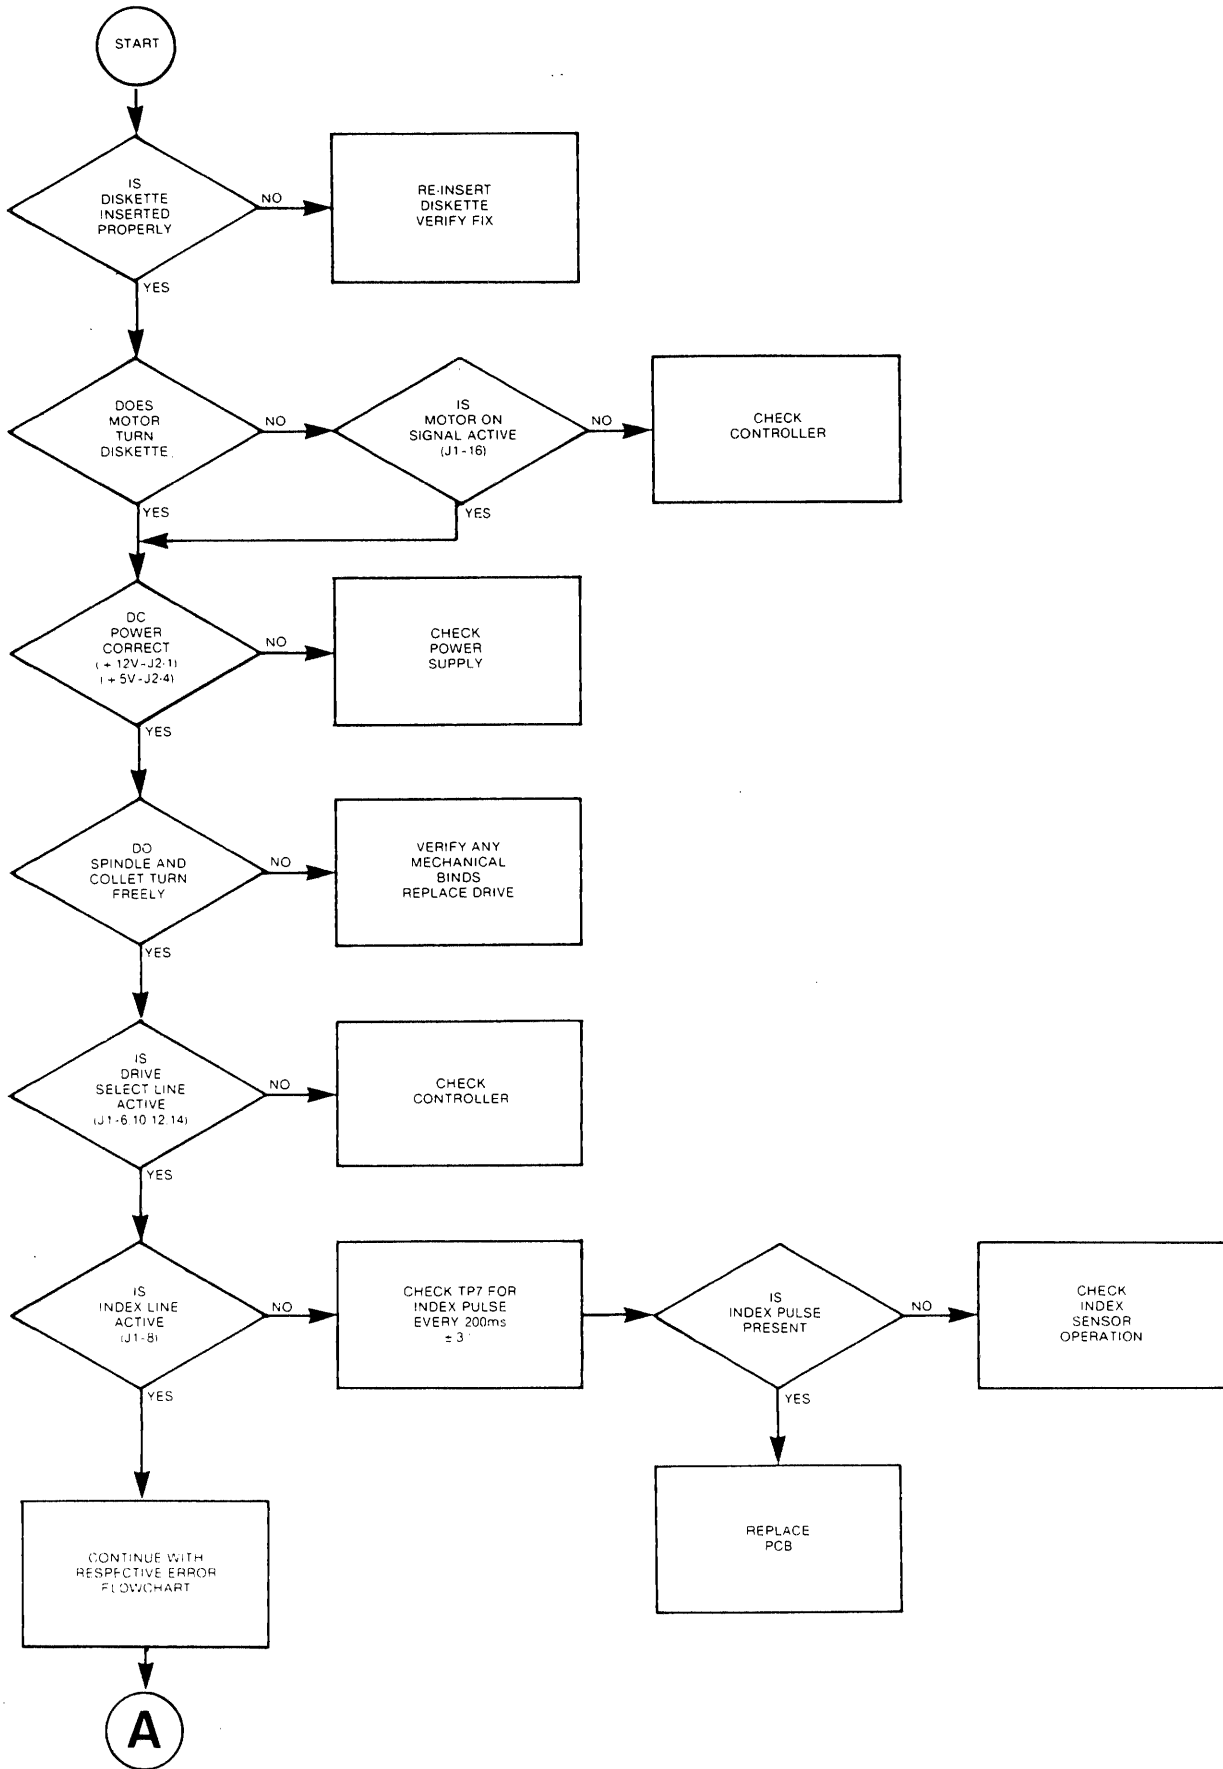 START
IS
DISKETTE
INSERTED
PROPERLY
NO
RE-INSERT
DISKETTE
VERIFY FIX
YES
DOES
MOTOR
TURN
DISKETTE
NO
IS
MOTOR ON
SIGNAL ACTIVE
(J1-16)
NO
CHECK
CONTROLLER
YES
YES
DC
POWER
CORRECT
(+12V-J2-1)
(+5V-J2-4)
NO
CHECK
POWER
SUPPLY
YES
DO
SPINDLE AND
COLLET TURN
FREELY
NO
VERIFY ANY
MECHANICAL
BINDS
REPLACE DRIVE
YES
IS
DRIVE
SELECT LINE
ACTIVE
(J1-6 10 12 14)
NO
CHECK
CONTROLLER
YES
IS
INDEX LINE
ACTIVE
(J1-8)
NO
CHECK TP7 FOR
INDEX PULSE
EVERY 200ms
±3
IS
INDEX PULSE
PRESENT
NO
CHECK
INDEX
SENSOR
OPERATION
YES
YES
REPLACE
PCB
CONTINUE WITH
RESPECTIVE ERROR
FLOWCHART
A